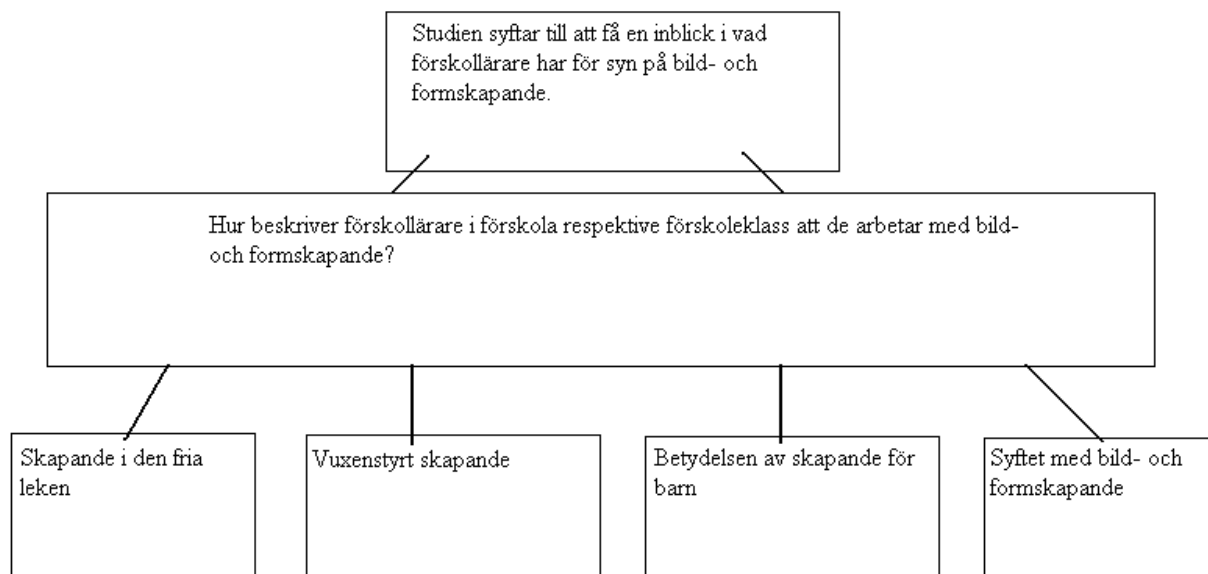 Studien syftar till att få en inblick i vad
förskollärare har för syn på bild- och
formskapande.
Hur beskriver förskollärare i förskola respektive förskoleklass att de arbetar med bild-
och formskapande?
Skapande i den fria
leken
Vuxenstyrt skapande
Betydelsen av skapande för
barn
Syftet med bild- och
formskapande